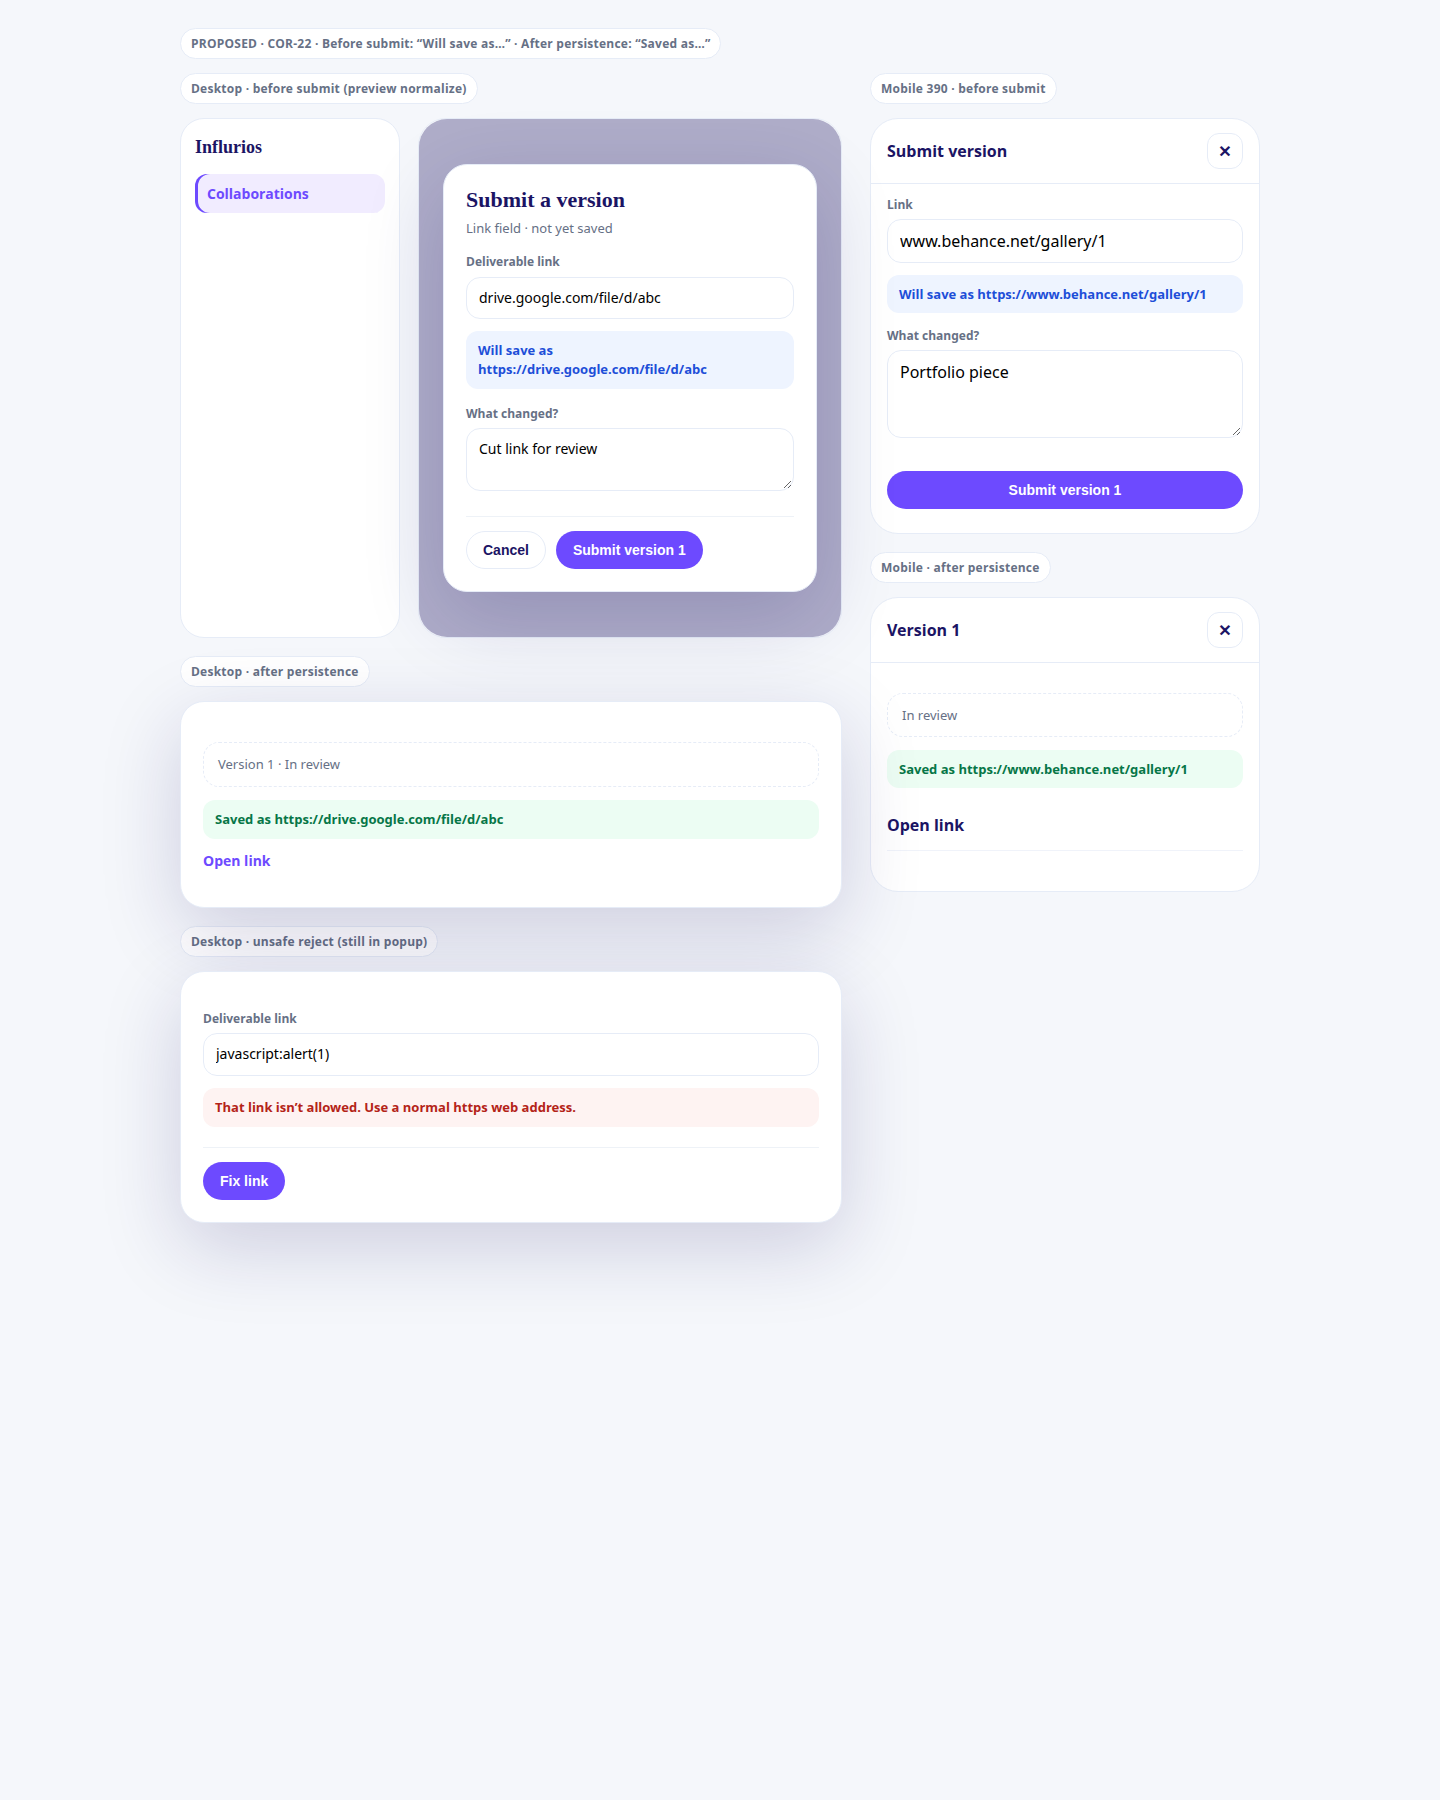 PROPOSED · COR-22 · Before submit: “Will save as…” · After persistence: “Saved as…”
Desktop · before submit (preview normalize)
Influrios
Collaborations
Submit a version
Link field · not yet saved
Deliverable link
drive.google.com/file/d/abc
Will save as
https://drive.google.com/file/d/abc
What changed?
Cut link for review
Cancel
Submit version 1
Desktop · after persistence
Version 1 · In review
Saved as https://drive.google.com/file/d/abc
Open link
Desktop · unsafe reject (still in popup)
Deliverable link
javascript:alert(1)
That link isn’t allowed. Use a normal https web address.
Fix link
Mobile 390 · before submit
Submit version
✕
Link
www.behance.net/gallery/1
Will save as https://www.behance.net/gallery/1
What changed?
Portfolio piece
Submit version 1
Mobile · after persistence
Version 1
✕
In review
Saved as https://www.behance.net/gallery/1
Open link